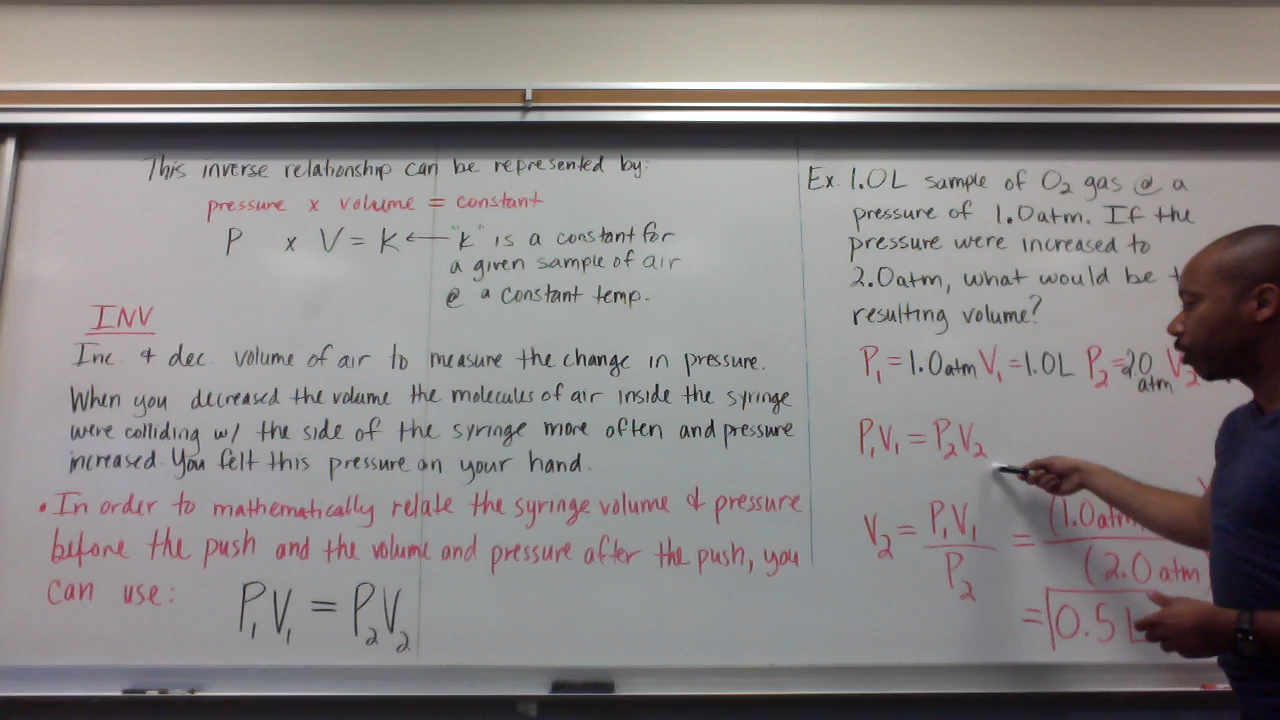 This inverse relationship can be represented by:
pressure x volume = constant
P x V = K ← "k" is a constant for
a given sample of air
@ a constant temp.
INV
Inc. & dec. volume of air to measure the change in pressure.
When you decreased the volume the molecules of air inside the syringe
were colliding w/ the side of the syringe more often and pressure
increased. You felt this pressure on your hand.
• In order to mathematically relate the syringe volume & pressure
before the push and the volume and pressure after the push, you
can use: P₁V₁ = P₂V₂
Ex. 1.0L sample of O₂ gas @ a
pressure of 1.0atm. If the
pressure were increased to
2.0atm, what would be
resulting volume?
P₁ = 1.0atm V₁ = 1.0L P₂ = 2.0 atm V₂
P₁V₁ = P₂V₂
V₂ = P₁V₁ / P₂ = (1.0atm / (2.0 atm
= 0.5 L